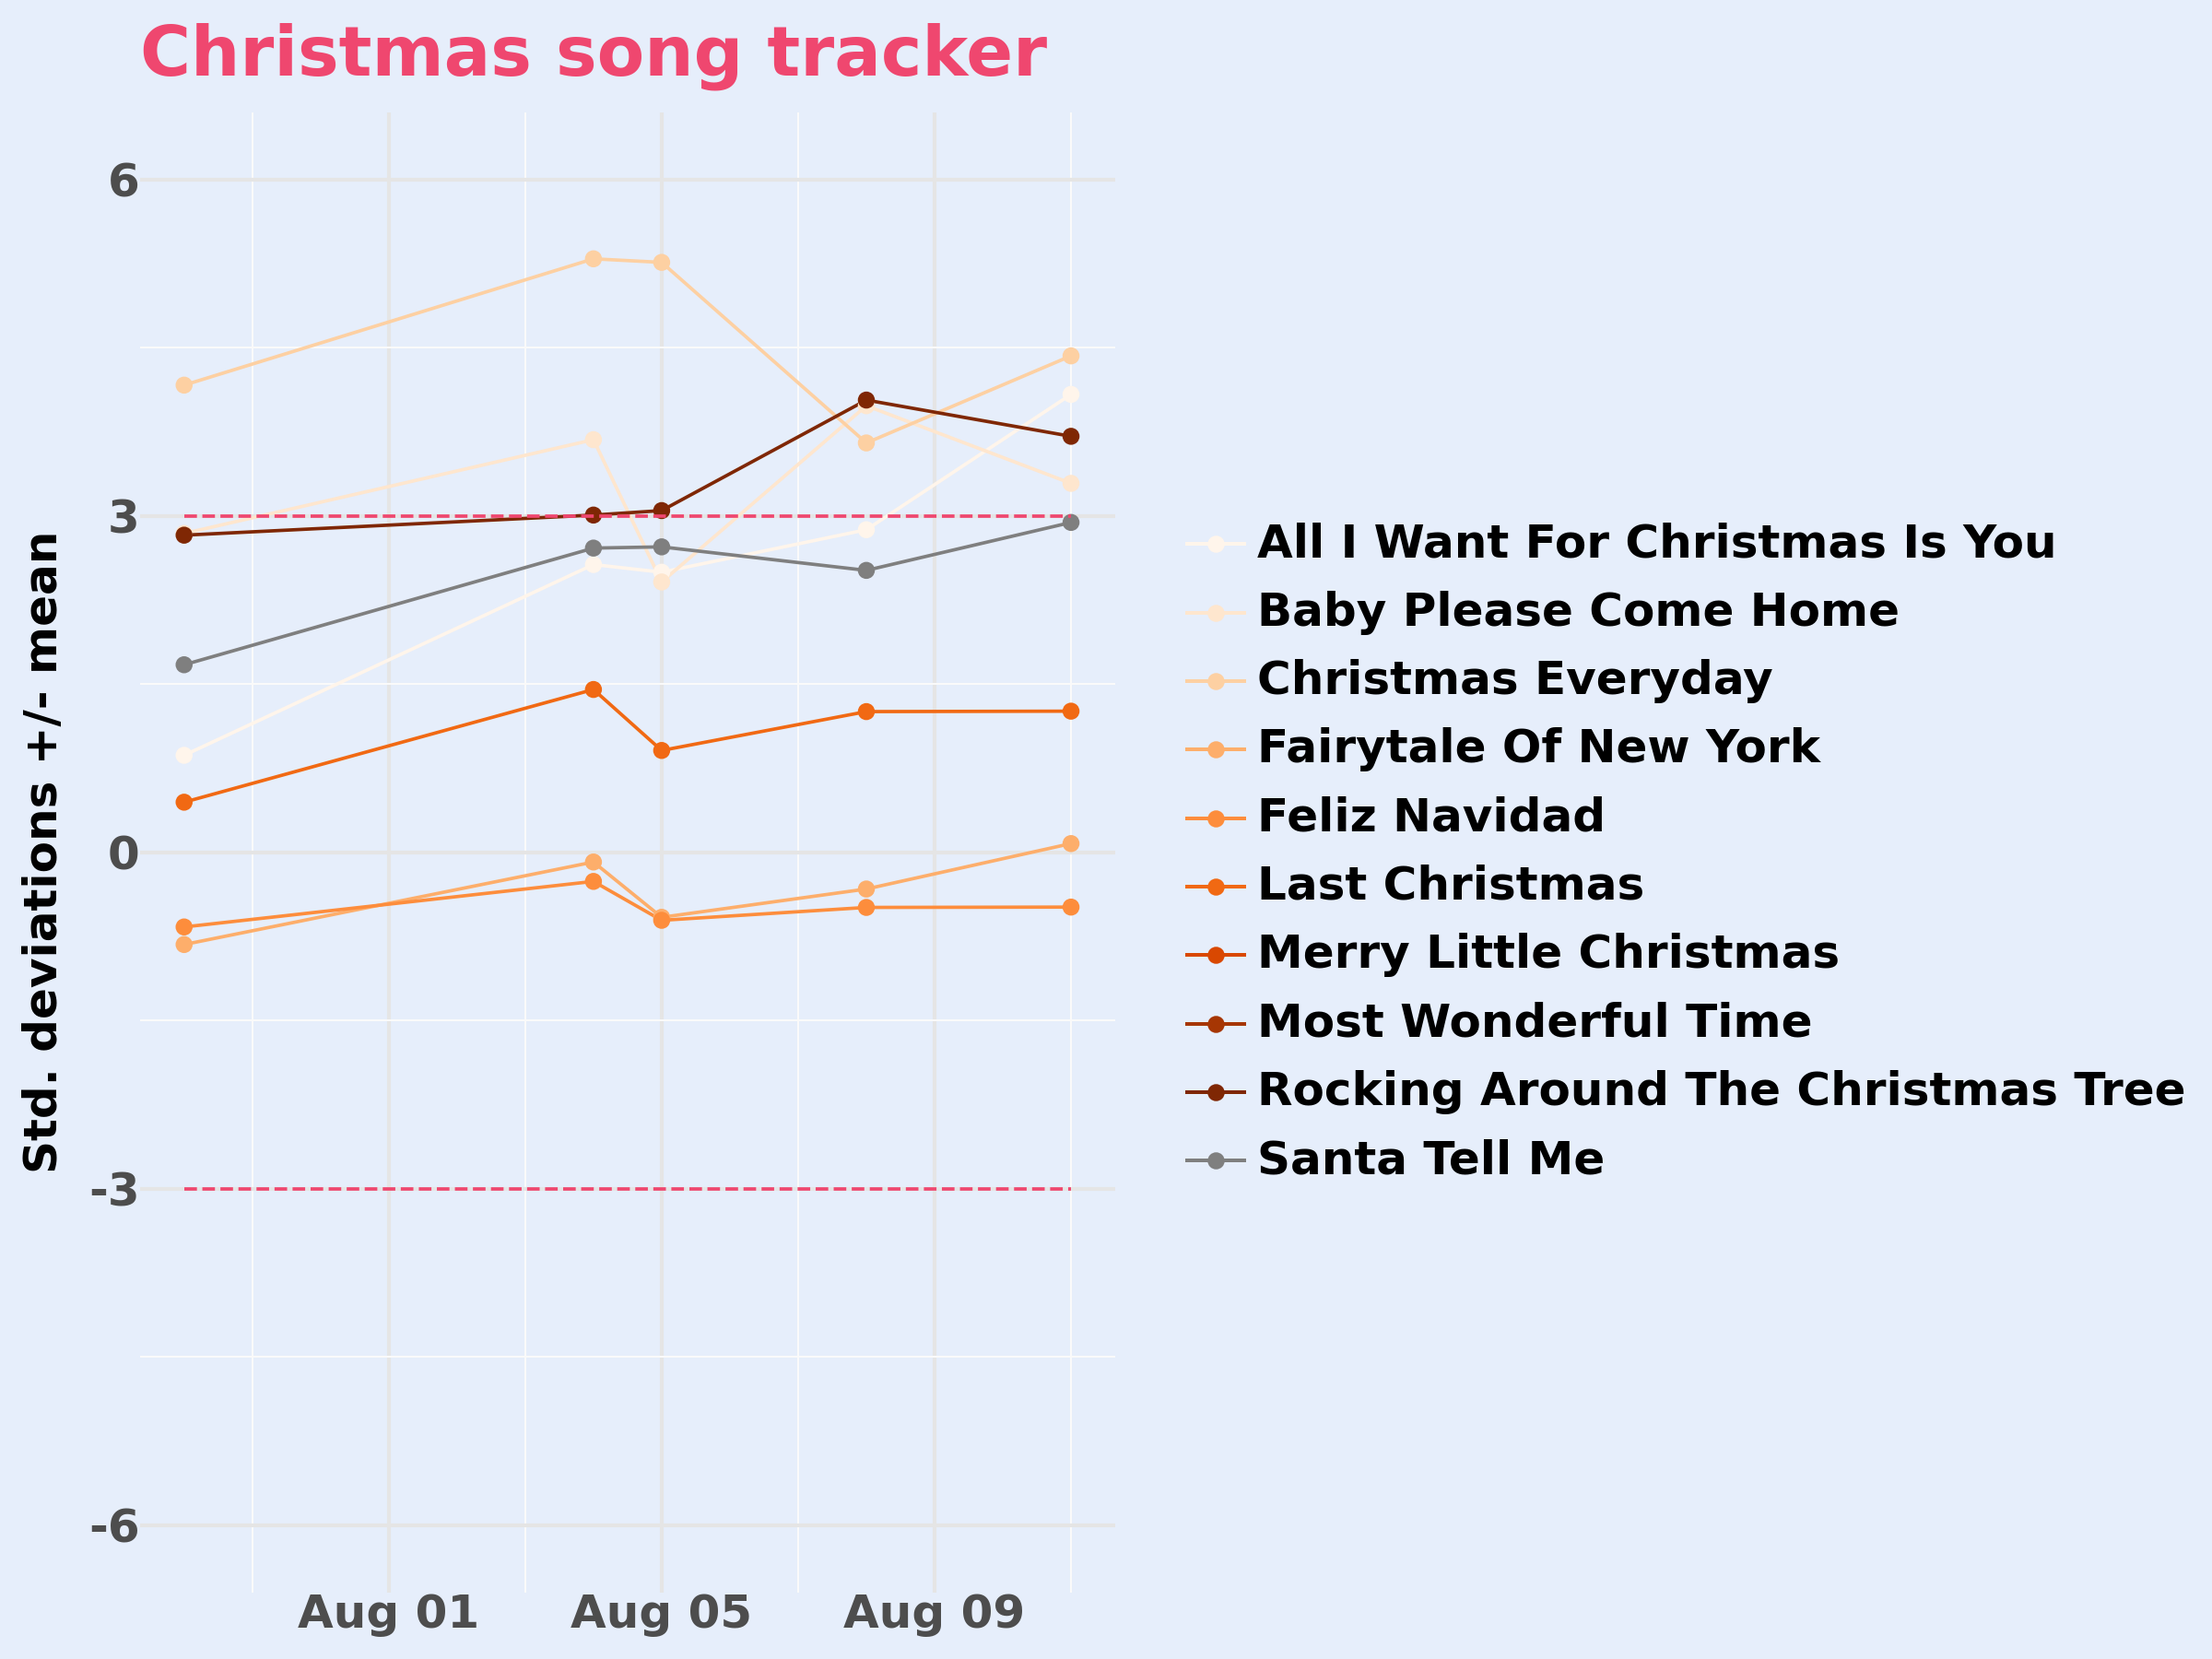 Christmas song tracker
Std. deviations +/- mean
6
3
0
-3
-6
Aug 01
Aug 05
Aug 09
All I Want For Christmas Is You
Baby Please Come Home
Christmas Everyday
Fairytale Of New York
Feliz Navidad
Last Christmas
Merry Little Christmas
Most Wonderful Time
Rocking Around The Christmas Tree
Santa Tell Me